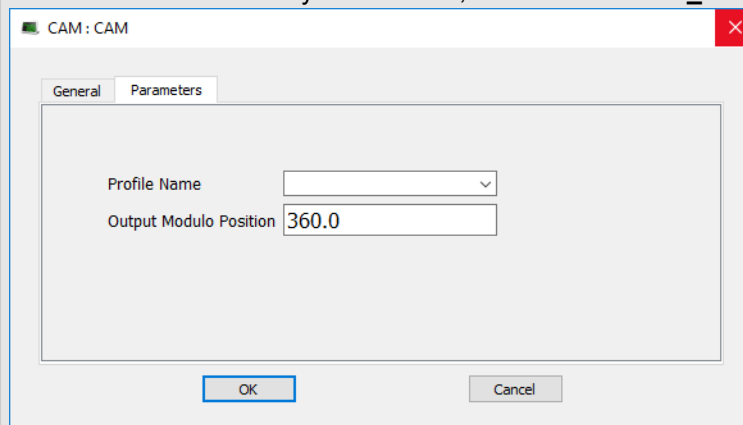 CAM : CAM
General Parameters
Profile Name
Output Modulo Position 360.0
OK Cancel